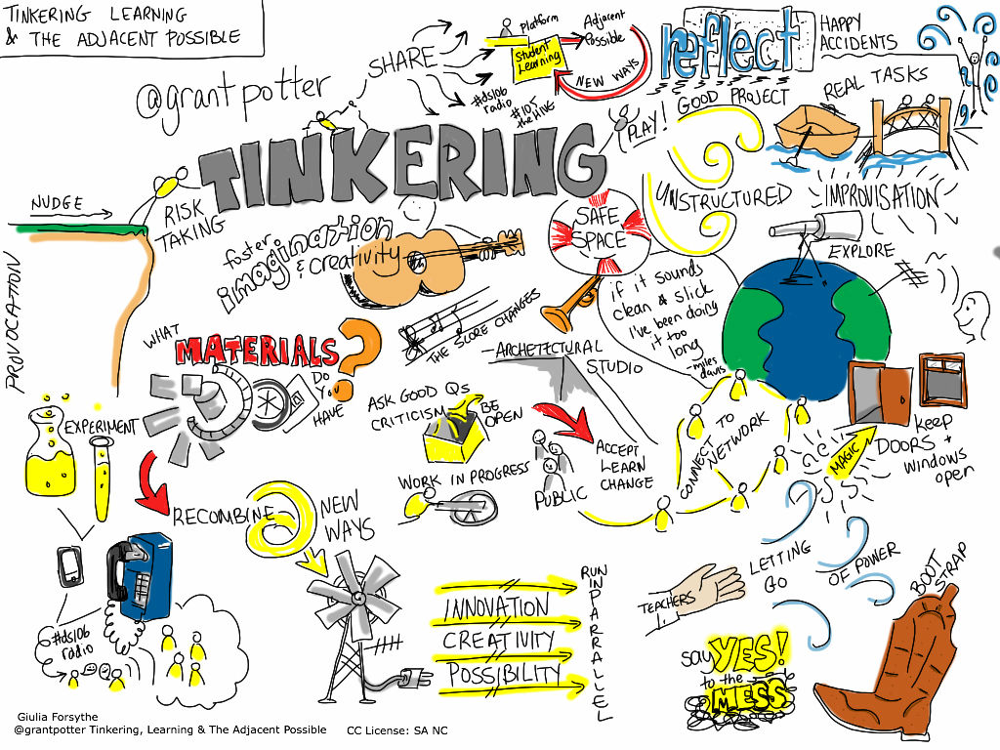 TINKERING LEARNING
& THE ADJACENT POSSIBLE
@grantpotter
SHARE
platform
Student
Learning
Adjacent
Possible
NEW WAYS
#ds106
radio
#105
the HIVE
reflect
HAPPY
ACCIDENTS
REAL TASKS
GOOD PROJECT
PLAY!
TINKERING
NUDGE
RISK
TAKING
PROVOCATION
foster
imagination
& creativity
SAFE
SPACE
UNSTRUCTURED
IMPROVISATION
EXPLORE
if it sounds
clean & slick
I've been doing
it too
long
-miles
davis
THE SCORE CHANGES
WHAT
MATERIALS?
DO
YOU
HAVE
ARCHETECTURAL
STUDIO
ASK GOOD QS
CRITICISM
BE
OPEN
ACCEPT
LEARN
CHANGE
PUBLIC
CONNECT TO
NETWORK
MAGIC
keep
DOORS +
windows
open
EXPERIMENT
RECOMBINE
NEW
WAYS
WORK IN PROGRESS
#ds106
radio
INNOVATION
CREATIVITY
POSSIBILITY
RUN
IN
PARRALLEL
TEACHERS
LETTING
GO
OF POWER
BOOT
STRAP
say YES!
to the
MESS
Giulia Forsythe
@grantpotter Tinkering, Learning & The Adjacent Possible CC License: SA NC